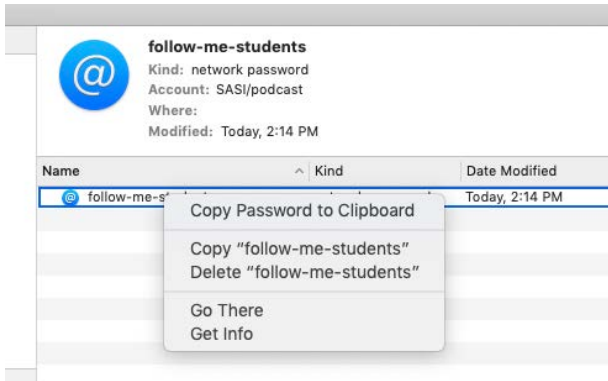 follow-me-students
Kind: network password
Account: SASI/podcast
Where:
Modified: Today, 2:14 PM
Name Kind Date Modified
follow-me-s Today, 2:14 PM
Copy Password to Clipboard
Copy “follow-me-students”
Delete “follow-me-students”
Go There
Get Info